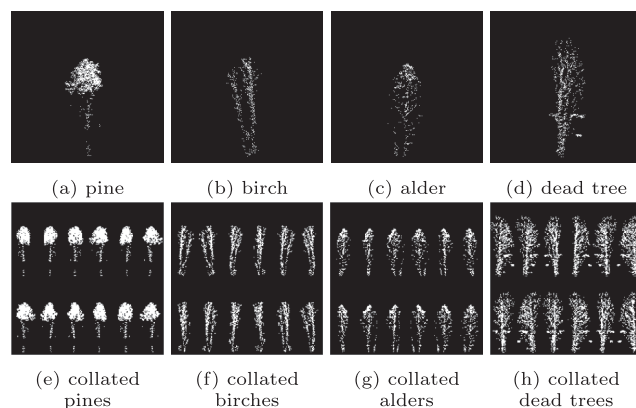 (a) pine
(b) birch
(c) alder
(d) dead tree
(e) collated
pines
(f) collated
birches
(g) collated
alders
(h) collated
dead trees